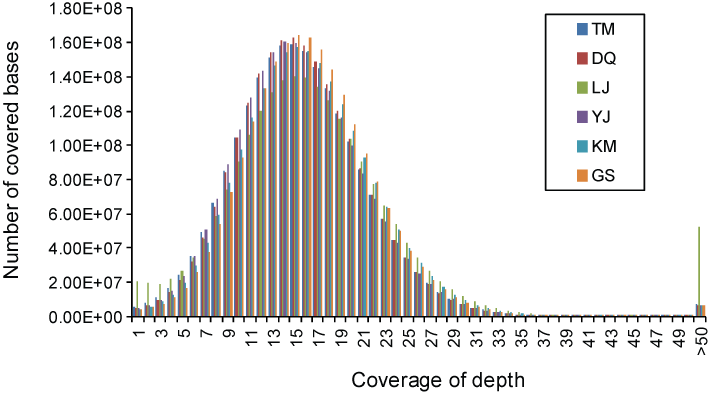 Number of covered bases
1.80E+08
1.60E+08
1.40E+08
1.20E+08
1.00E+08
8.00E+07
6.00E+07
4.00E+07
2.00E+07
0.00E+00
TM
DQ
LJ
YJ
KM
GS
1 3 5 7 9 11 13 15 17 19 21 23 25 27 29 31 33 35 37 39 41 43 45 47 49 >50
Coverage of depth